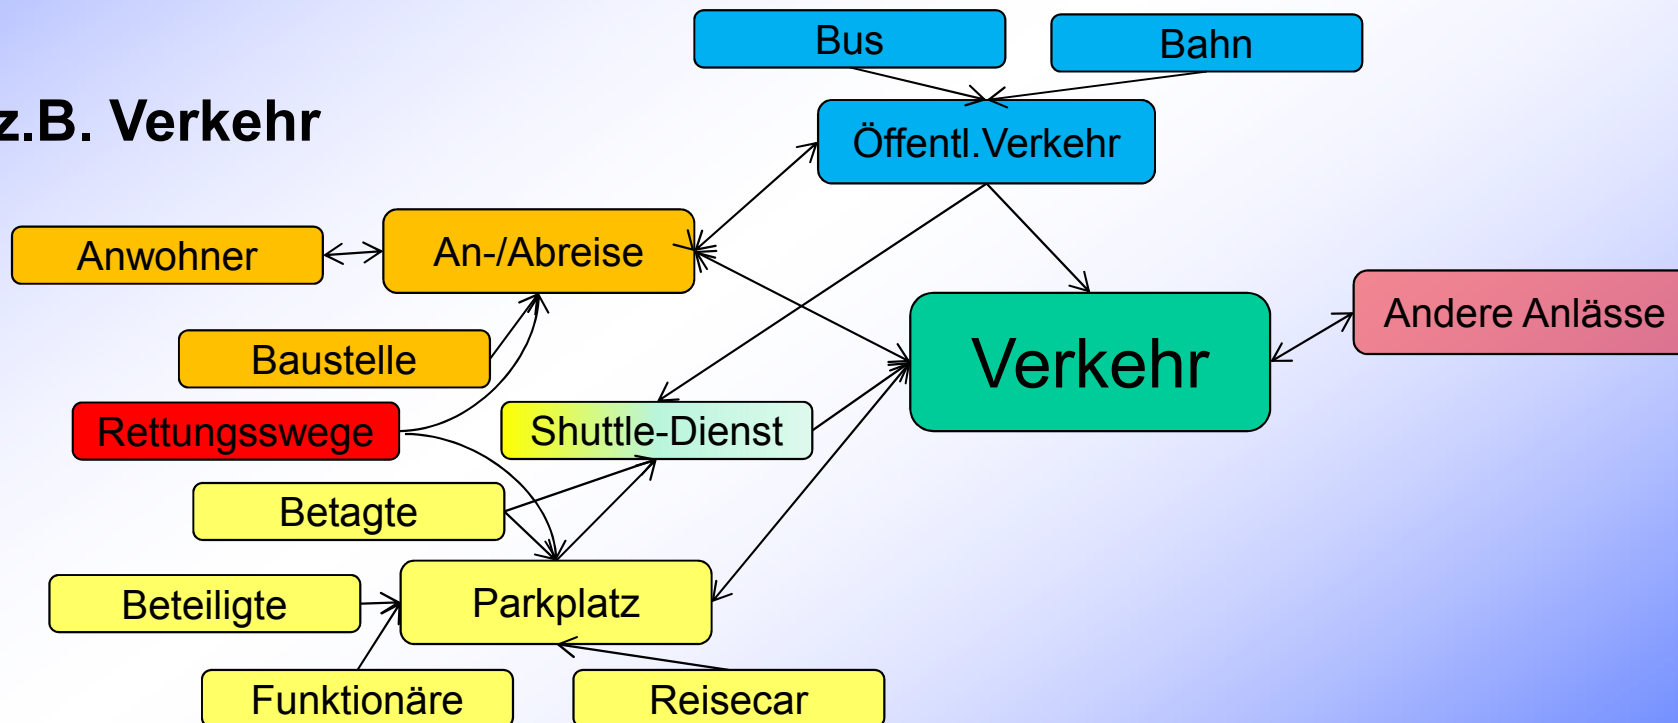 Bus
Bahn
z.B. Verkehr
Öffentl.Verkehr
Anwohner
An-/Abreise
Andere Anlässe
Verkehr
Baustelle
Rettungsswege
Shuttle-Dienst
Betagte
Beteiligte
Parkplatz
Funktionäre
Reisecar